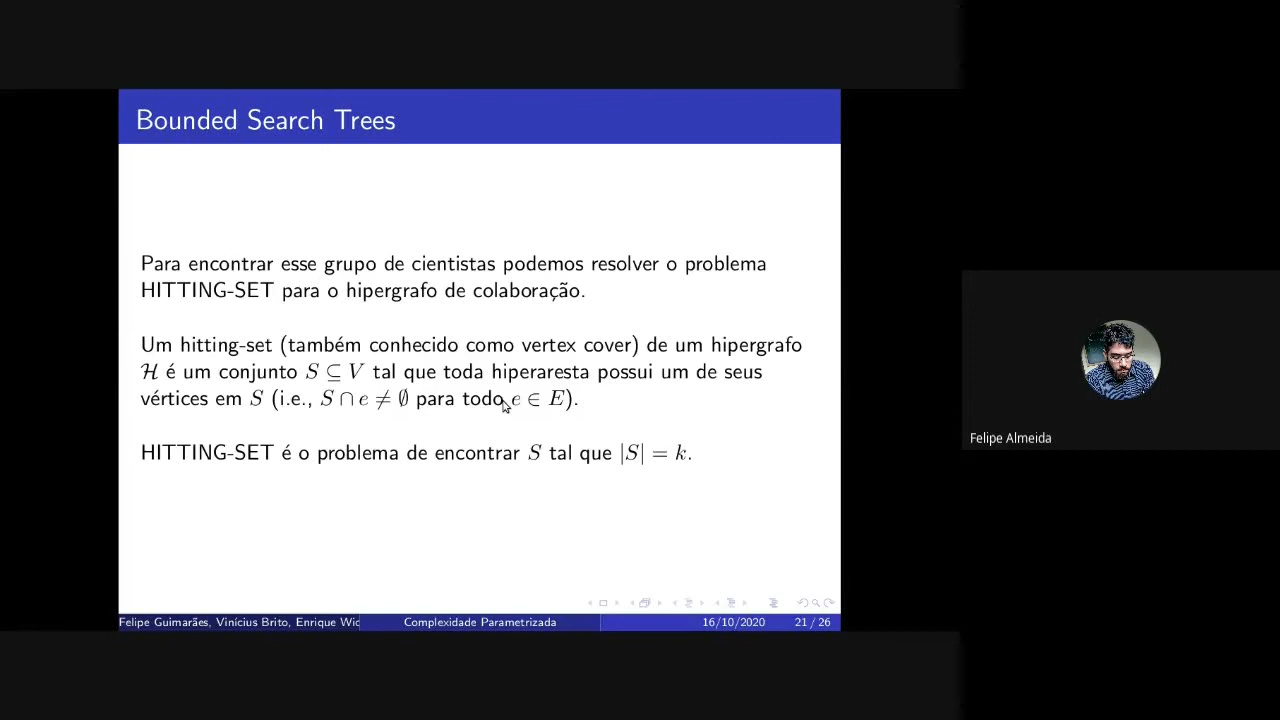 Bounded Search Trees
Para encontrar esse grupo de cientistas podemos resolver o problema
HITTING-SET para o hipergrafo de colaboração.
Um hitting-set (também conhecido como vertex cover) de um hipergrafo
ℋ é um conjunto S ⊆ V tal que toda hiperaresta possui um de seus
vértices em S (i.e., S ∩ e ≠ ∅ para todo e ∈ E).
HITTING-SET é o problema de encontrar S tal que |S| = k.
Felipe Almeida
Felipe Guimarães, Vinícius Brito, Enrique Wic
Complexidade Parametrizada
16/10/2020
21 / 26